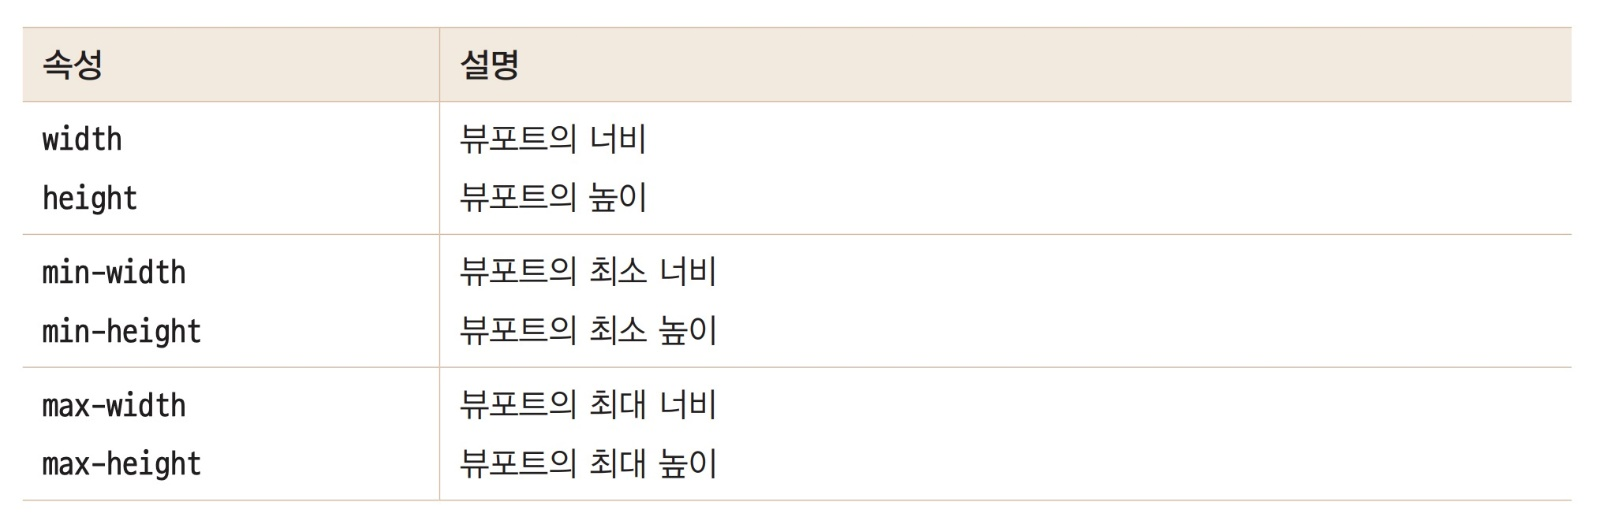 속성 설명
width 뷰포트의 너비
height 뷰포트의 높이
min-width 뷰포트의 최소 너비
min-height 뷰포트의 최소 높이
max-width 뷰포트의 최대 너비
max-height 뷰포트의 최대 높이